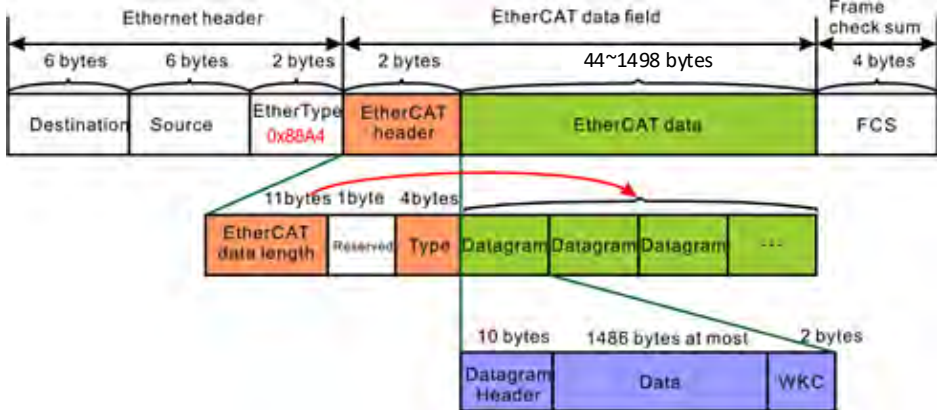 Ethernet header
EtherCAT data field
Frame
check sum
6 bytes
6 bytes
2 bytes
2 bytes
44~1498 bytes
4 bytes
Destination
Source
EtherType
0x88A4
EtherCAT
header
EtherCAT data
FCS
11bytes
1byte
4bytes
EtherCAT
data length
Reserved
Type
Datagram
Datagram
Datagram
---
10 bytes
1486 bytes at most
2 bytes
Datagram
Header
Data
WKC